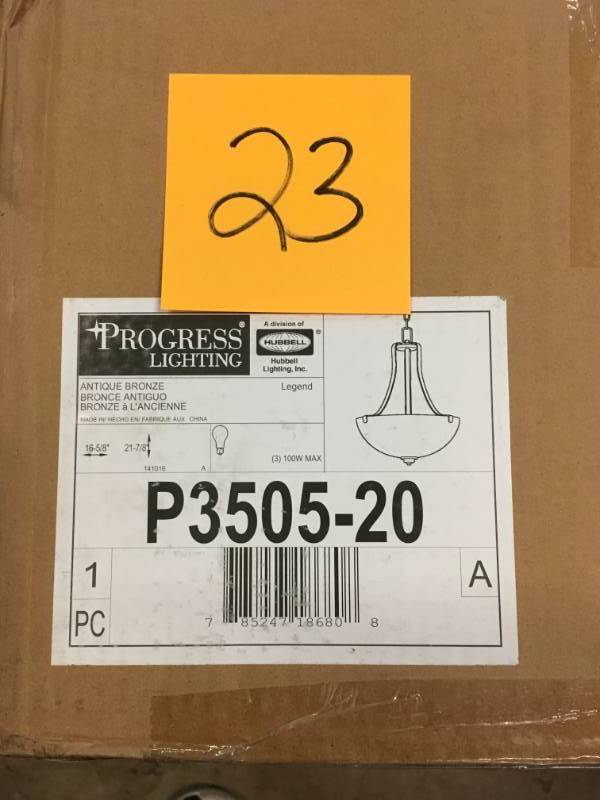 23
PROGRESS®
LIGHTING
A division of
HUBBELL®
Hubbell
Lighting, Inc.
ANTIQUE BRONZE
BRONCE ANTIGUO
BRONZE à L'ANCIENNE
Legend
MADE IN/ HECHO EN/ FABRIQUE AUX CHINA
16-5/8"
21-7/8"
141016
A
(3) 100W MAX
P3505-20
1
PC
A
7 85247 18680 8